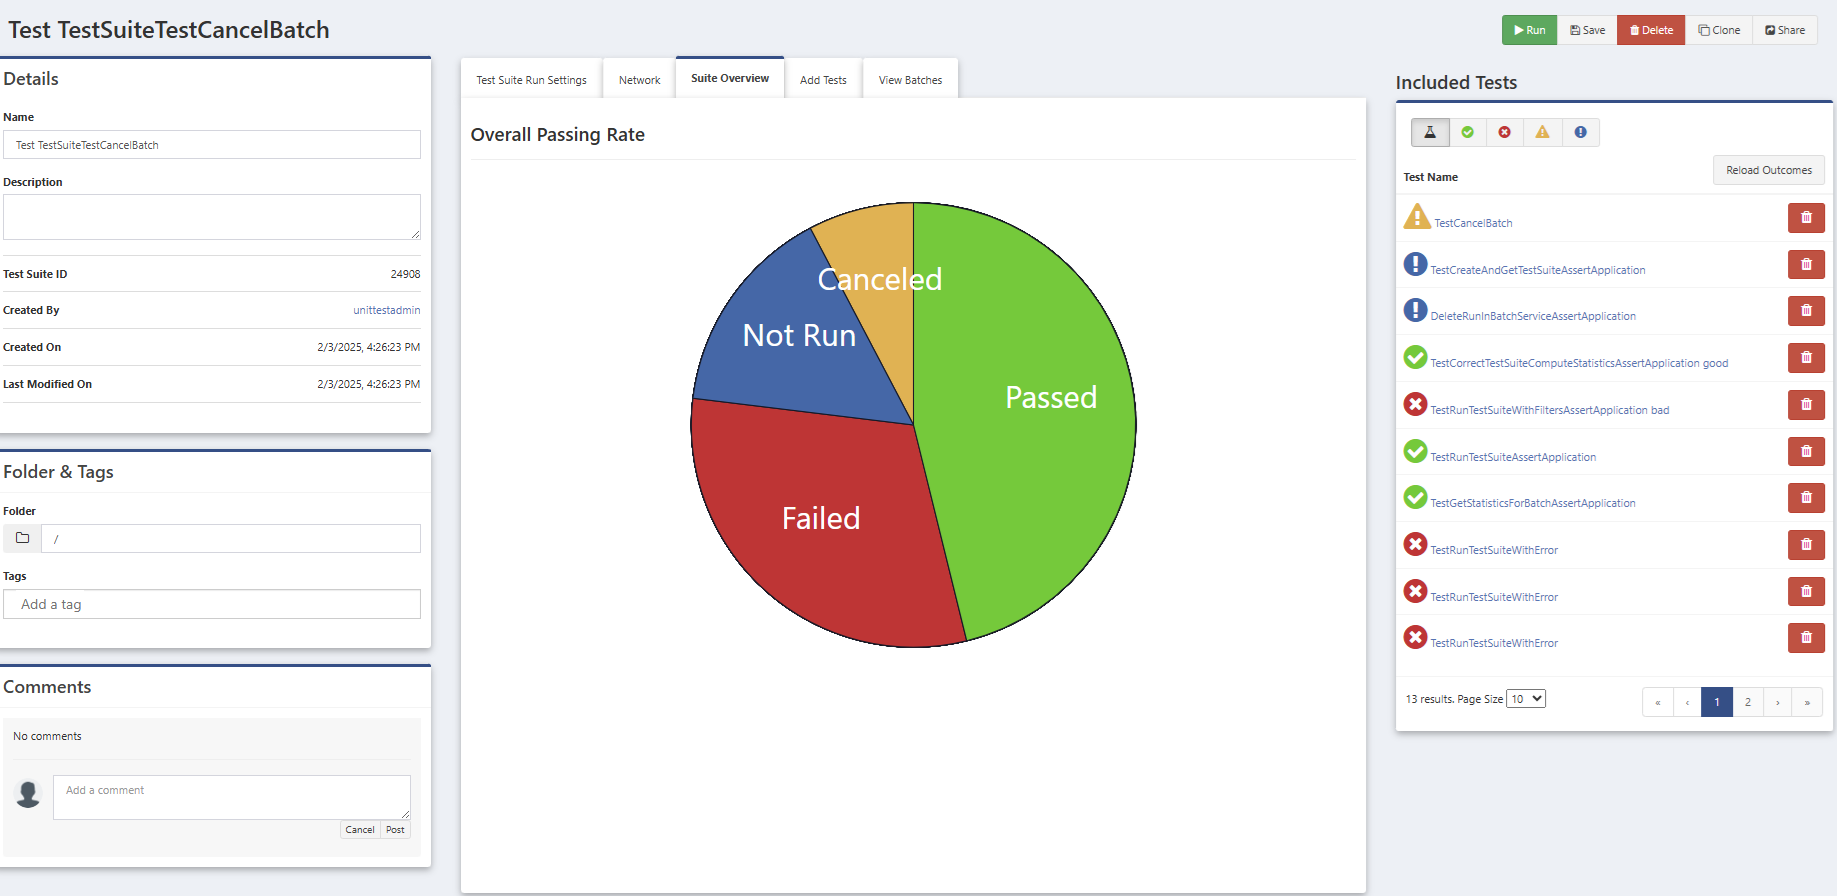 Test TestSuiteTestCancelBatch
Run Save Delete Clone Share
Details
Name
Test TestSuiteTestCancelBatch
Description
Test Suite ID 24908
Created By unittestadmin
Created On 2/3/2025, 4:26:23 PM
Last Modified On 2/3/2025, 4:26:23 PM
Folder & Tags
Folder
/
Tags
Add a tag
Comments
No comments
Add a comment
Cancel Post
Test Suite Run Settings Network Suite Overview Add Tests View Batches
Overall Passing Rate
Canceled
Not Run
Passed
Failed
Included Tests
Reload Outcomes
Test Name
TestCancelBatch
TestCreateAndGetTestSuiteAssertApplication
DeleteRunInBatchServiceAssertApplication
TestCorrectTestSuiteComputeStatisticsAssertApplication good
TestRunTestSuiteWithFiltersAssertApplication bad
TestRunTestSuiteAssertApplication
TestGetStatisticsForBatchAssertApplication
TestRunTestSuiteWithError
TestRunTestSuiteWithError
TestRunTestSuiteWithError
13 results. Page Size 10 « ‹ 1 2 › »